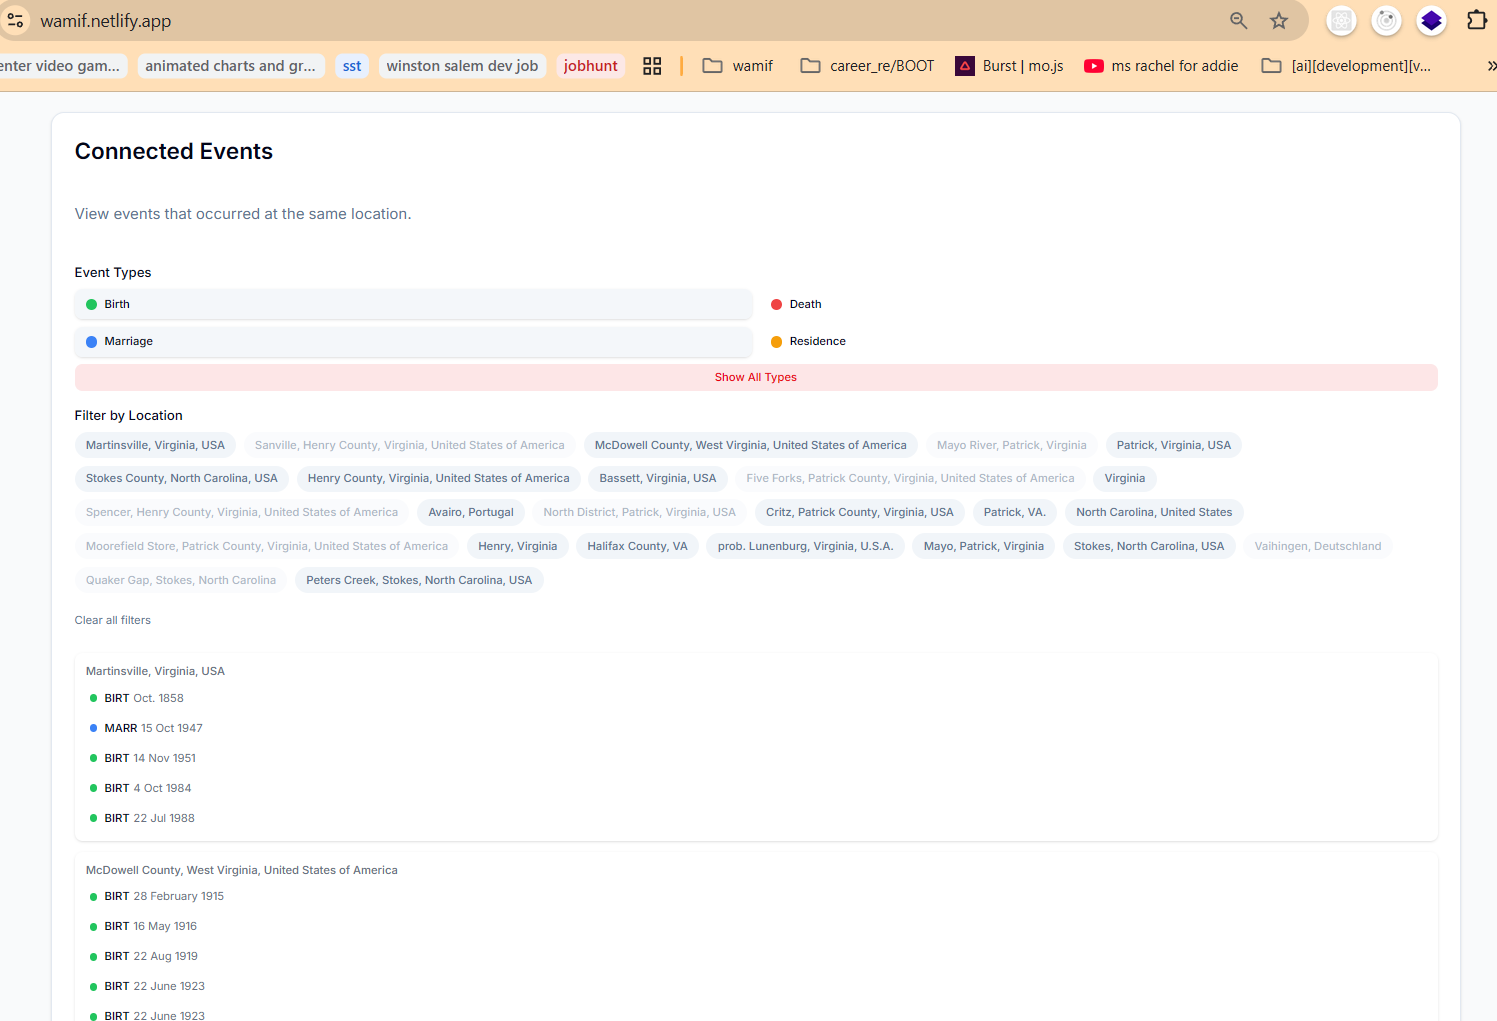 wamif.netlify.app
enter video gam...
animated charts and gr...
sst
winston salem dev job
jobhunt
wamif
career_re/BOOT
Burst | mo.js
ms rachel for addie
[ai][development][v...
»
Connected Events
View events that occurred at the same location.
Event Types
Birth
Death
Marriage
Residence
Show All Types
Filter by Location
Martinsville, Virginia, USA
Sanville, Henry County, Virginia, United States of America
McDowell County, West Virginia, United States of America
Mayo River, Patrick, Virginia
Patrick, Virginia, USA
Stokes County, North Carolina, USA
Henry County, Virginia, United States of America
Bassett, Virginia, USA
Five Forks, Patrick County, Virginia, United States of America
Virginia
Spencer, Henry County, Virginia, United States of America
Avairo, Portugal
North District, Patrick, Virginia, USA
Critz, Patrick County, Virginia, USA
Patrick, VA.
North Carolina, United States
Moorefield Store, Patrick County, Virginia, United States of America
Henry, Virginia
Halifax County, VA
prob. Lunenburg, Virginia, U.S.A.
Mayo, Patrick, Virginia
Stokes, North Carolina, USA
Vaihingen, Deutschland
Quaker Gap, Stokes, North Carolina
Peters Creek, Stokes, North Carolina, USA
Clear all filters
Martinsville, Virginia, USA
BIRT Oct. 1858
MARR 15 Oct 1947
BIRT 14 Nov 1951
BIRT 4 Oct 1984
BIRT 22 Jul 1988
McDowell County, West Virginia, United States of America
BIRT 28 February 1915
BIRT 16 May 1916
BIRT 22 Aug 1919
BIRT 22 June 1923
BIRT 22 June 1923